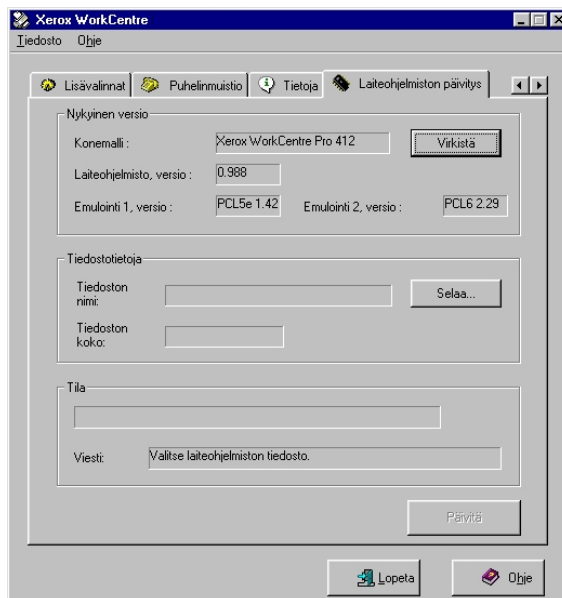 Xerox WorkCentre
Tiedosto Ohje
Lisävalinnat Puhelinmuistio Tietoja Laiteohjelmiston päivitys
Nykyinen versio
Konemalli : Xerox WorkCentre Pro 412 Virkistä
Laiteohjelmisto, versio : 0.988
Emulointi 1, versio : PCL5e 1.42 Emulointi 2, versio : PCL6 2.29
Tiedostotietoja
Tiedoston
nimi: Selaa...
Tiedoston
koko:
Tila
Viesti: Valitse laiteohjelmiston tiedosto.
Päivitä
Lopeta Ohje